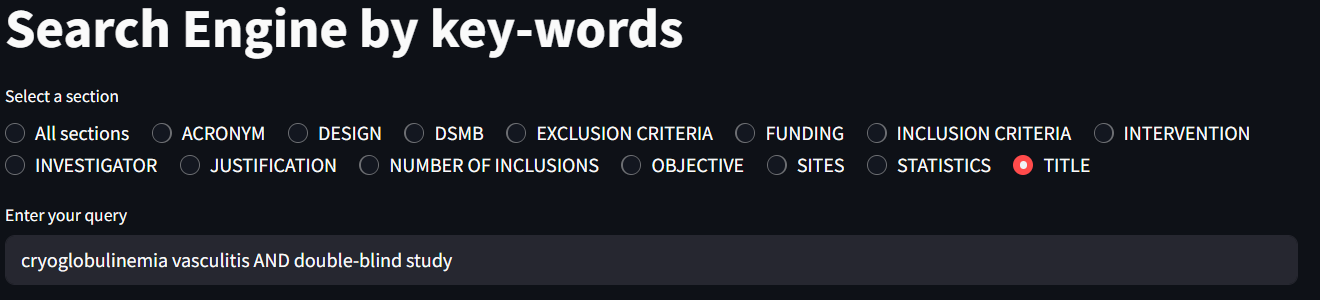 Search Engine by key-words
Select a section
All sections ACRONYM DESIGN DSMB EXCLUSION CRITERIA FUNDING INCLUSION CRITERIA INTERVENTION
INVESTIGATOR JUSTIFICATION NUMBER OF INCLUSIONS OBJECTIVE SITES STATISTICS TITLE
Enter your query
cryoglobulinemia vasculitis AND double-blind study